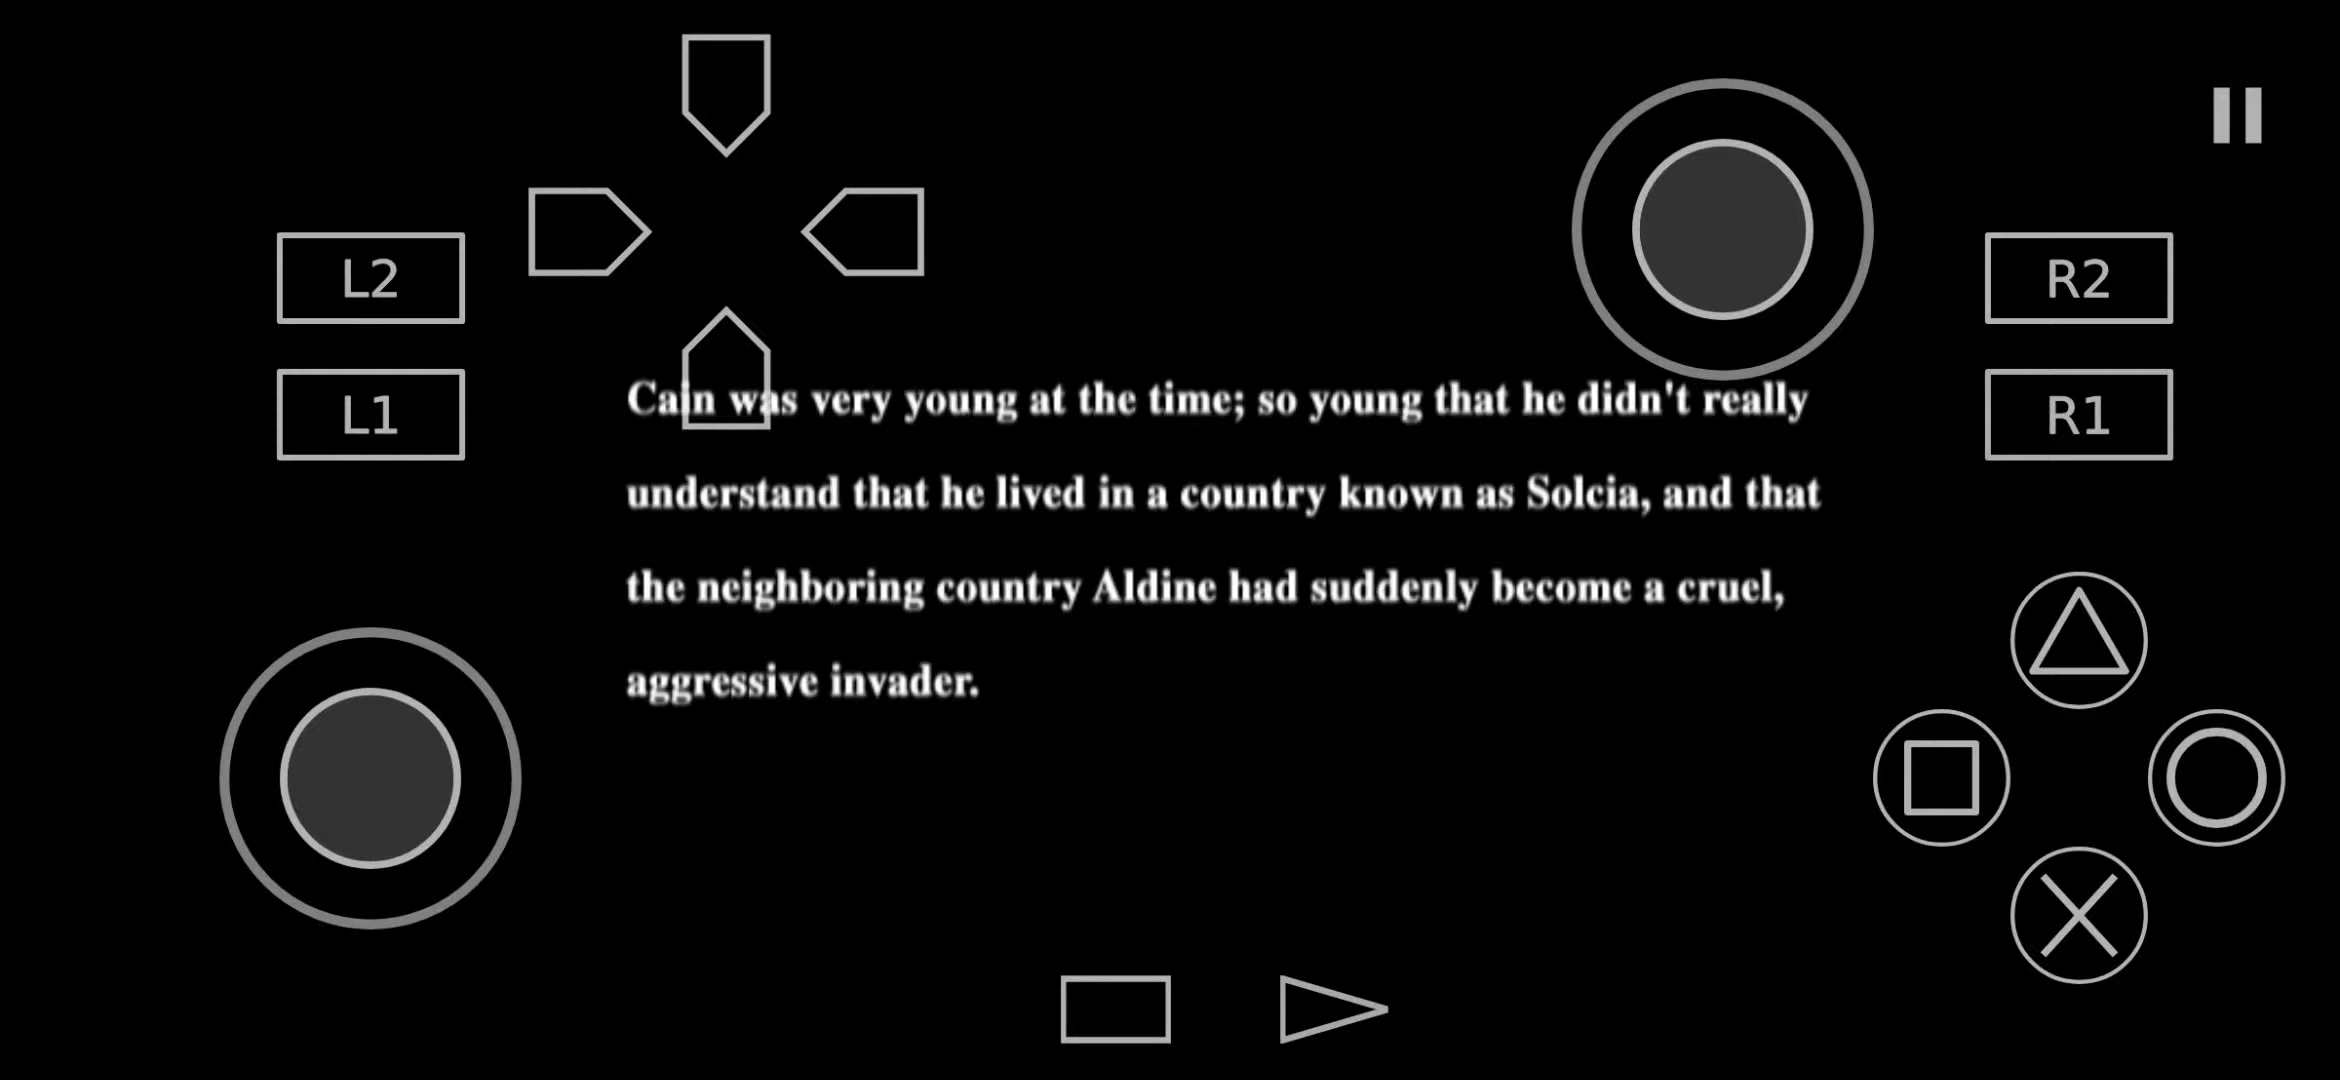 L2
R2
L1
R1
Cain was very young at the time; so young that he didn't really
understand that he lived in a country known as Solcia, and that
the neighboring country Aldine had suddenly become a cruel,
aggressive invader.